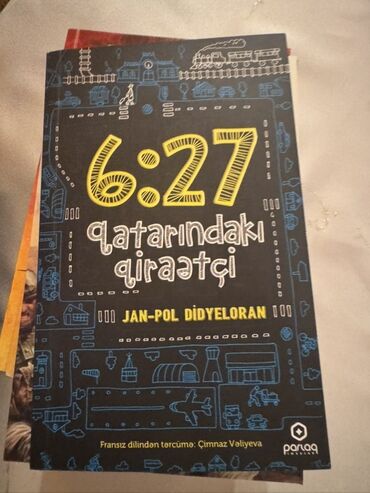 6:27
qatarındakı
qiraətçi
JAN-POL DİDYELORAN
Fransız dilindən tərcümə: Çimnaz Vəliyeva
parlaq